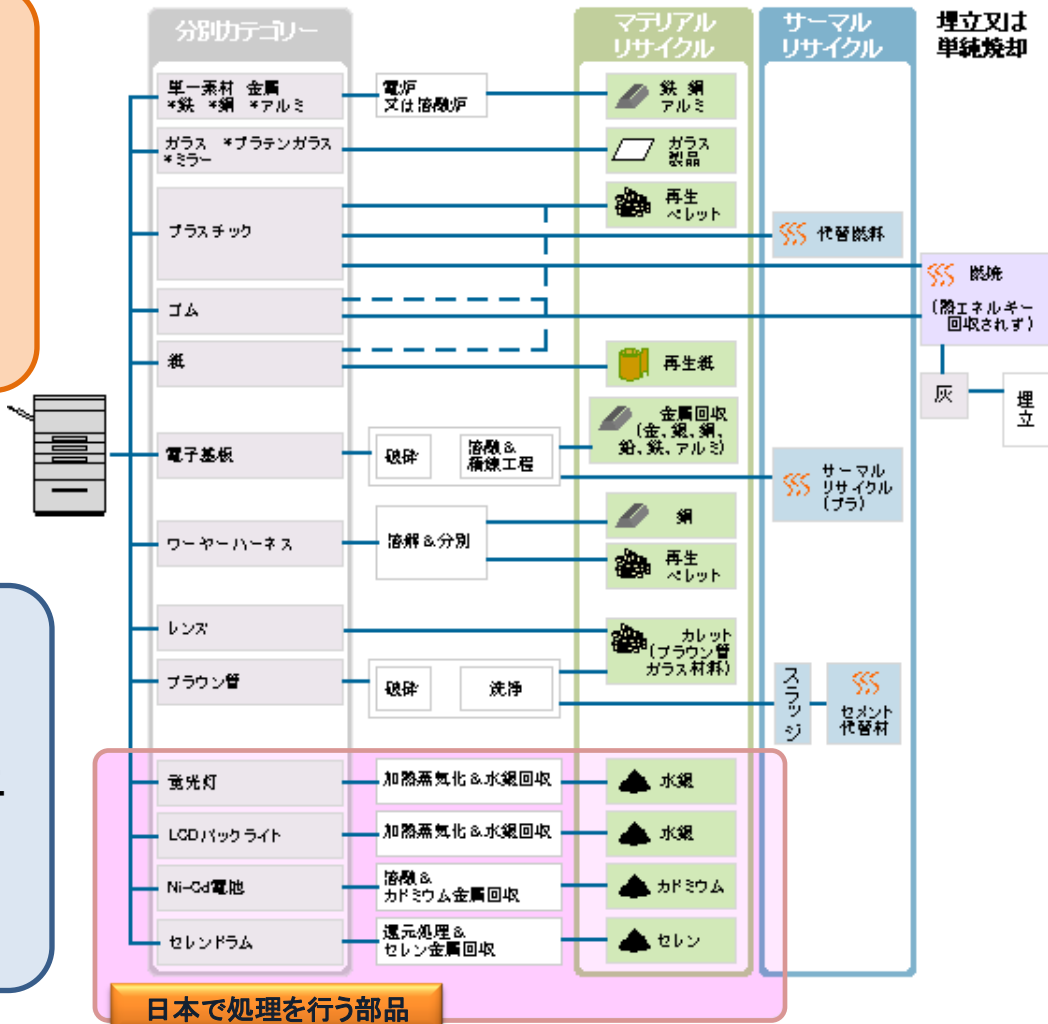 分別カテゴリー
マテリアル
リサイクル
サーマル
リサイクル
埋立又は
単純焼却
単一素材 金属
*鉄 *銅 *アルミ
電炉
又は溶融炉
鉄 銅
アルミ
ガラス *プラテンガラス
*ミラー
ガラス
製品
プラスチック
再生
ペレット
代替燃料
燃焼
(熱エネルギー
回収されず)
ゴム
紙
再生紙
灰
埋立
電子基板
破砕
溶融&
精錬工程
金属回収
(金、銀、銅、
鉛、鉄、アルミ)
サーマル
リサイクル
(プラ)
ワーヤーハーネス
溶解&分別
銅
再生
ペレット
レンズ
カレット
(ブラウン管
ガラス材料)
ブラウン管
破砕
洗浄
スラッジ
セメント
代替材
蛍光灯
加熱蒸気化&水銀回収
水銀
LCDバックライト
加熱蒸気化&水銀回収
水銀
Ni-Cd電池
溶融&
カドミウム金属回収
カドミウム
セレンドラム
還元処理&
セレン金属回収
セレン
日本で処理を行う部品